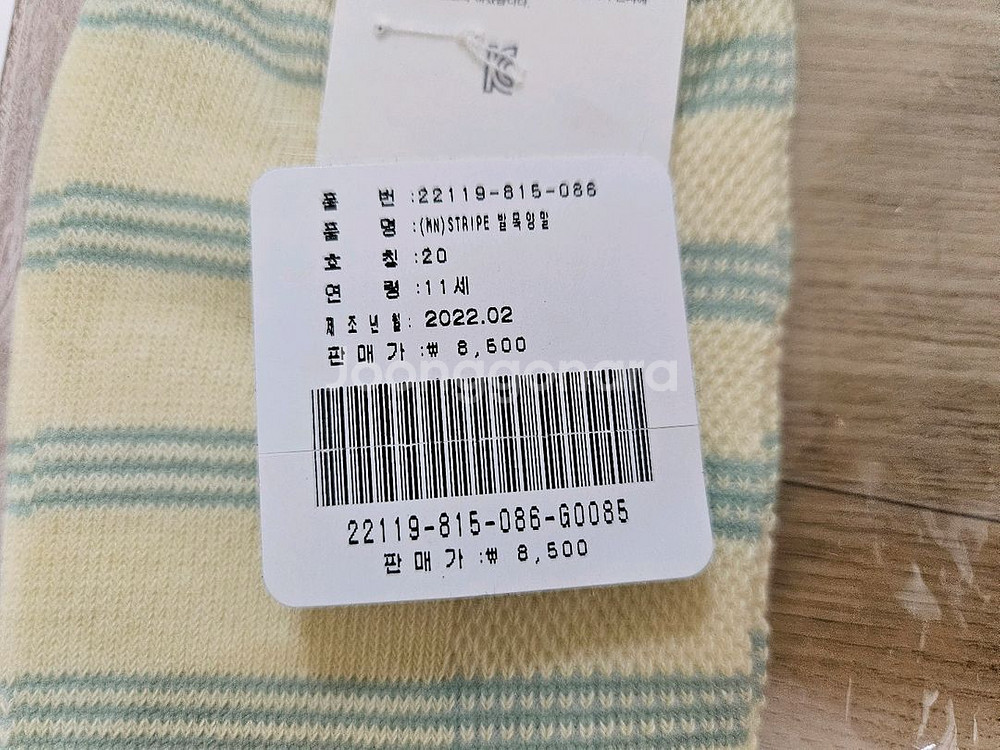 품 번 :22119-815-086
품 명 :(MN)STRIPE 발목양말
호 칭 :20
연 령 :11세
제조년월: 2022.02
판매가 :₩ 8,500
Joonggonara
22119-815-086-G0085
판매가 :₩ 8,500